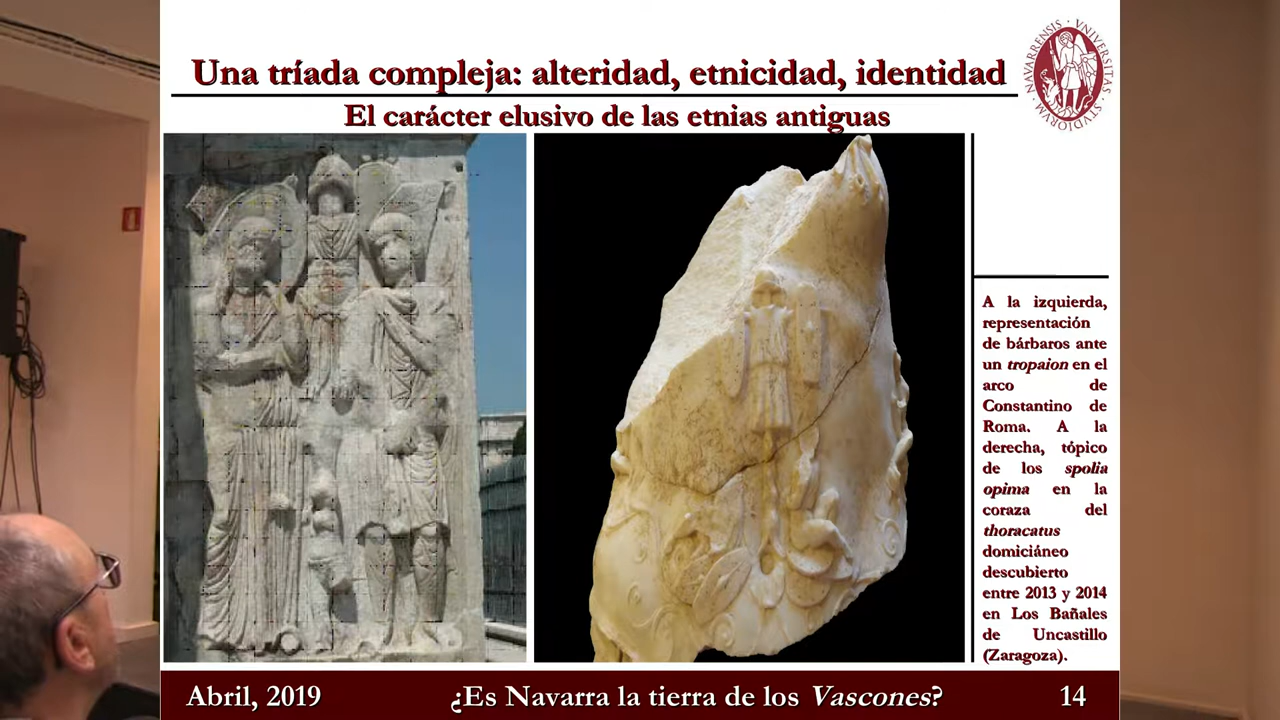 Una tríada compleja: alteridad, etnicidad, identidad
El carácter elusivo de las etnias antiguas
NAVARRENSIS · VNIVERSITAS · STVDIORVM
A la izquierda,
representación
de bárbaros ante
un tropaion en el
arco de
Constantino de
Roma. A la
derecha, tópico
de los spolia
opima en la
coraza del
thoracatus
domiciáneo
descubierto
entre 2013 y 2014
en Los Bañales
de Uncastillo
(Zaragoza).
Abril, 2019
¿Es Navarra la tierra de los Vascones?
14